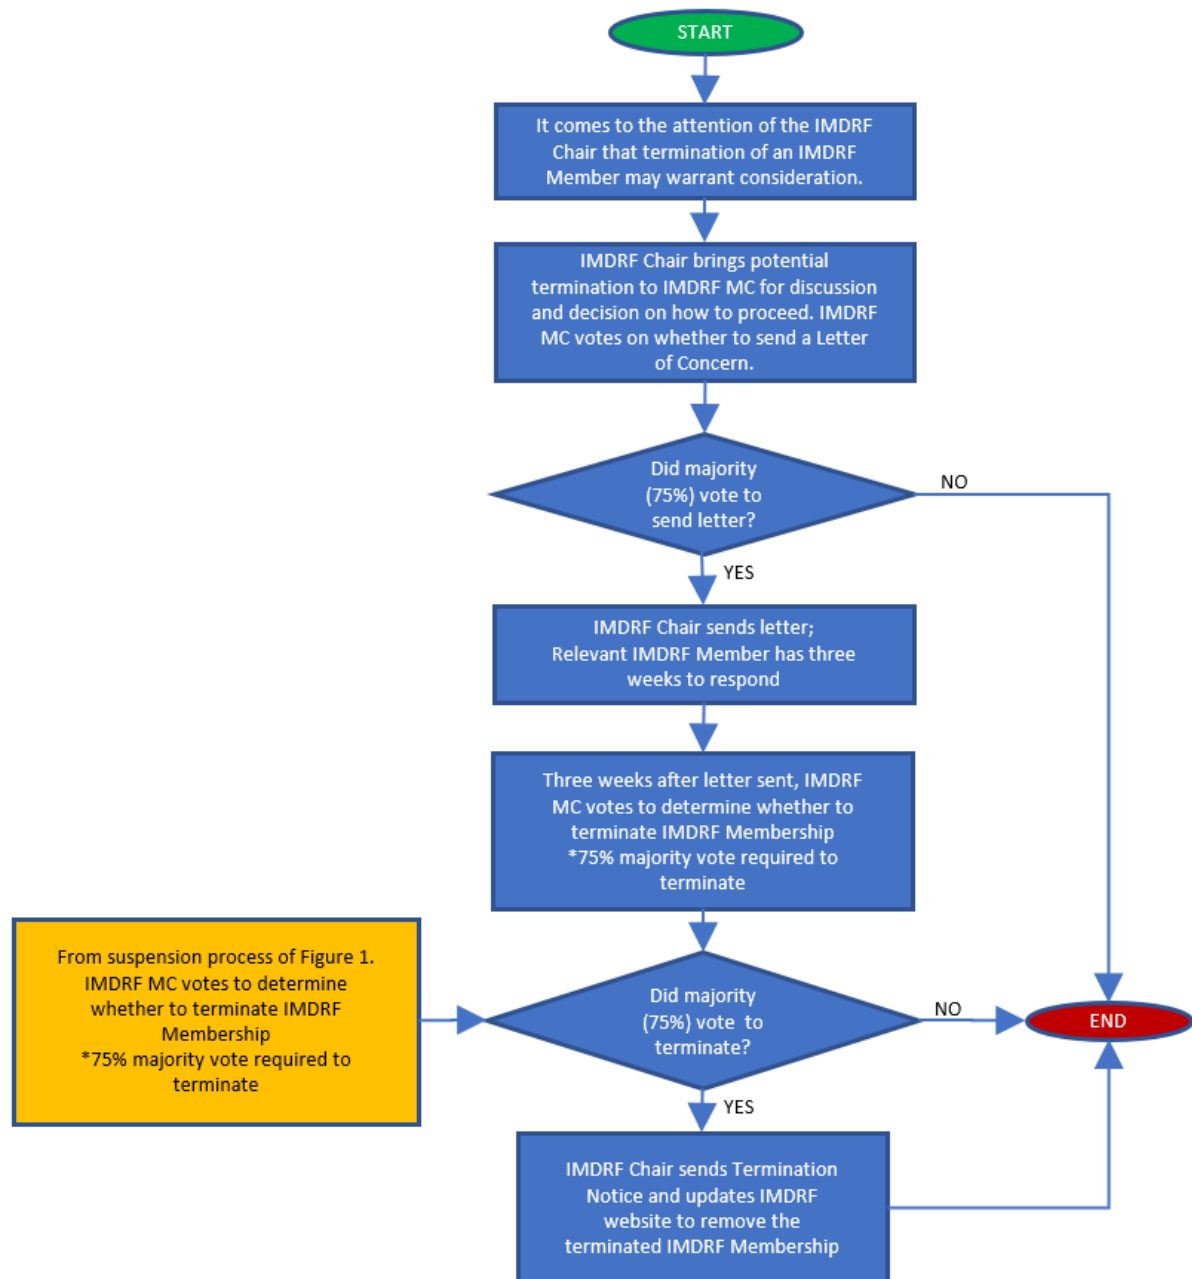 START
It comes to the attention of the IMDRF
Chair that termination of an IMDRF
Member may warrant consideration.
IMDRF Chair brings potential
termination to IMDRF MC for discussion
and decision on how to proceed. IMDRF
MC votes on whether to send a Letter
of Concern.
Did majority
(75%) vote to
send letter?
NO
YES
IMDRF Chair sends letter;
Relevant IMDRF Member has three
weeks to respond
Three weeks after letter sent, IMDRF
MC votes to determine whether to
terminate IMDRF Membership
*75% majority vote required to
terminate
From suspension process of Figure 1.
IMDRF MC votes to determine
whether to terminate IMDRF
Membership
*75% majority vote required to
terminate
Did majority
(75%) vote  to
terminate?
NO
END
YES
IMDRF Chair sends Termination
Notice and updates IMDRF
website to remove the
terminated IMDRF Membership